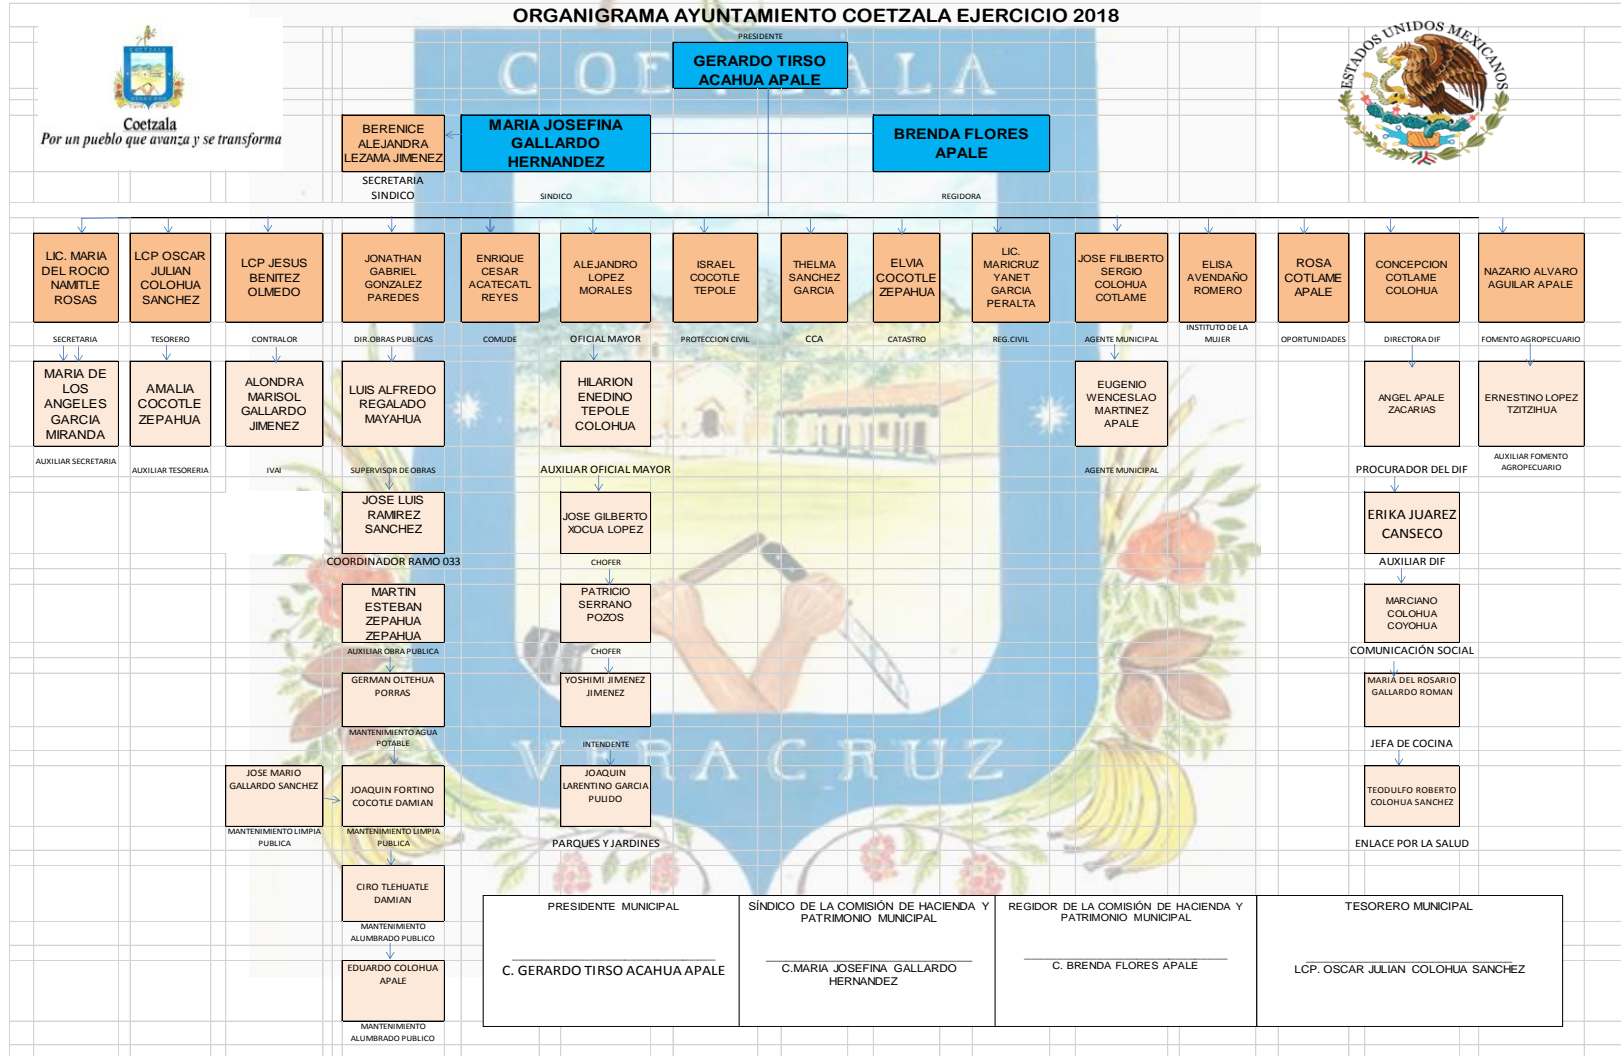 ORGANIGRAMA AYUNTAMIENTO COETZALA EJERCICIO 2018
COETZALA
VERACRUZ
Coetzala
Por un pueblo que avanza y se transforma
ESTADOS UNIDOS MEXICANOS
PRESIDENTE
GERARDO TIRSO
ACAHUA APALE
BERENICE
ALEJANDRA
LEZAMA JIMENEZ
SECRETARIA
SINDICO
MARIA JOSEFINA
GALLARDO
HERNANDEZ
SINDICO
BRENDA FLORES
APALE
REGIDORA
LIC. MARIA
DEL ROCIO
NAMITLE
ROSAS
SECRETARIA
LCP OSCAR
JULIAN
COLOHUA
SANCHEZ
TESORERO
LCP JESUS
BENITEZ
OLMEDO
CONTRALOR
JONATHAN
GABRIEL
GONZALEZ
PAREDES
DIR.OBRAS PUBLICAS
ENRIQUE
CESAR
ACATECATL
REYES
COMUDE
ALEJANDRO
LOPEZ
MORALES
OFICIAL MAYOR
ISRAEL
COCOTLE
TEPOLE
PROTECCION CIVIL
THELMA
SANCHEZ
GARCIA
CCA
ELVIA
COCOTLE
ZEPAHUA
CATASTRO
LIC.
MARICRUZ
YANET
GARCIA
PERALTA
REG.CIVIL
JOSE FILIBERTO
SERGIO
COLOHUA
COTLAME
AGENTE MUNICIPAL
ELISA
AVENDAÑO
ROMERO
INSTITUTO DE LA
MUJER
ROSA
COTLAME
APALE
OPORTUNIDADES
CONCEPCION
COTLAME
COLOHUA
DIRECTORA DIF
NAZARIO ALVARO
AGUILAR APALE
FOMENTO AGROPECUARIO
MARIA DE
LOS
ANGELES
GARCIA
MIRANDA
AUXILIAR SECRETARIA
AMALIA
COCOTLE
ZEPAHUA
AUXILIAR TESORERIA
ALONDRA
MARISOL
GALLARDO
JIMENEZ
IVAI
LUIS ALFREDO
REGALADO
MAYAHUA
SUPERVISOR DE OBRAS
HILARION
ENEDINO
TEPOLE
COLOHUA
AUXILIAR OFICIAL MAYOR
EUGENIO
WENCESLAO
MARTINEZ
APALE
AGENTE MUNICIPAL
ANGEL APALE
ZACARIAS
PROCURADOR DEL DIF
ERNESTINO LOPEZ
TZITZIHUA
AUXILIAR FOMENTO
AGROPECUARIO
JOSE LUIS
RAMIREZ
SANCHEZ
COORDINADOR RAMO 033
JOSE GILBERTO
XOCUA LOPEZ
CHOFER
ERIKA JUAREZ
CANSECO
AUXILIAR DIF
MARTIN
ESTEBAN
ZEPAHUA
ZEPAHUA
AUXILIAR OBRA PUBLICA
PATRICIO
SERRANO
POZOS
CHOFER
MARCIANO
COLOHUA
COYOHUA
COMUNICACIÓN SOCIAL
GERMAN OLTEHUA
PORRAS
MANTENIMIENTO AGUA
POTABLE
YOSHIMI JIMENEZ
JIMENEZ
INTENDENTE
MARIA DEL ROSARIO
GALLARDO ROMAN
JEFA DE COCINA
JOSE MARIO
GALLARDO SANCHEZ
MANTENIMIENTO LIMPIA
PUBLICA
JOAQUIN FORTINO
COCOTLE DAMIAN
MANTENIMIENTO LIMPIA
PUBLICA
JOAQUIN
LARENTINO GARCIA
PULIDO
PARQUES Y JARDINES
TEODULFO ROBERTO
COLOHUA SANCHEZ
ENLACE POR LA SALUD
CIRO TLEHUATLE
DAMIAN
MANTENIMIENTO
ALUMBRADO PUBLICO
EDUARDO COLOHUA
APALE
MANTENIMIENTO
ALUMBRADO PUBLICO
PRESIDENTE MUNICIPAL
C. GERARDO TIRSO ACAHUA APALE
SÍNDICO DE LA COMISIÓN DE HACIENDA Y
PATRIMONIO MUNICIPAL
C.MARIA JOSEFINA GALLARDO
HERNANDEZ
REGIDOR DE LA COMISIÓN DE HACIENDA Y
PATRIMONIO MUNICIPAL
C. BRENDA FLORES APALE
TESORERO MUNICIPAL
LCP. OSCAR JULIAN COLOHUA SANCHEZ